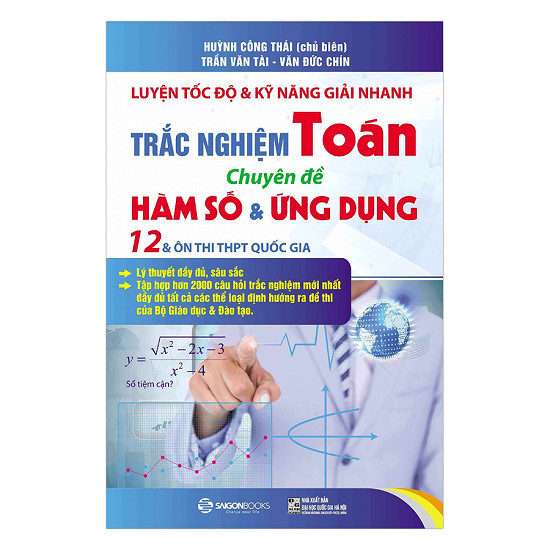 HUỲNH CÔNG THÁI (chủ biên)
TRẦN VĂN TÀI - VĂN ĐỨC CHÍN
LUYỆN TỐC ĐỘ & KỸ NĂNG GIẢI NHANH
TRẮC NGHIỆM Toán
Chuyên đề
HÀM SỐ & ỨNG DỤNG
12 & ÔN THI THPT QUỐC GIA
Lý thuyết đầy đủ, sâu sắc
Tập hợp hơn 2000 câu hỏi trắc nghiệm mới nhất
đầy đủ tất cả các thể loại định hướng ra đề thi
của Bộ Giáo dục & Đào tạo.
y = √(x² − 2x − 3) / (x² − 4)
Số tiệm cận?
SAIGONBOOKS
NHÀ XUẤT BẢN
ĐẠI HỌC QUỐC GIA HÀ NỘI